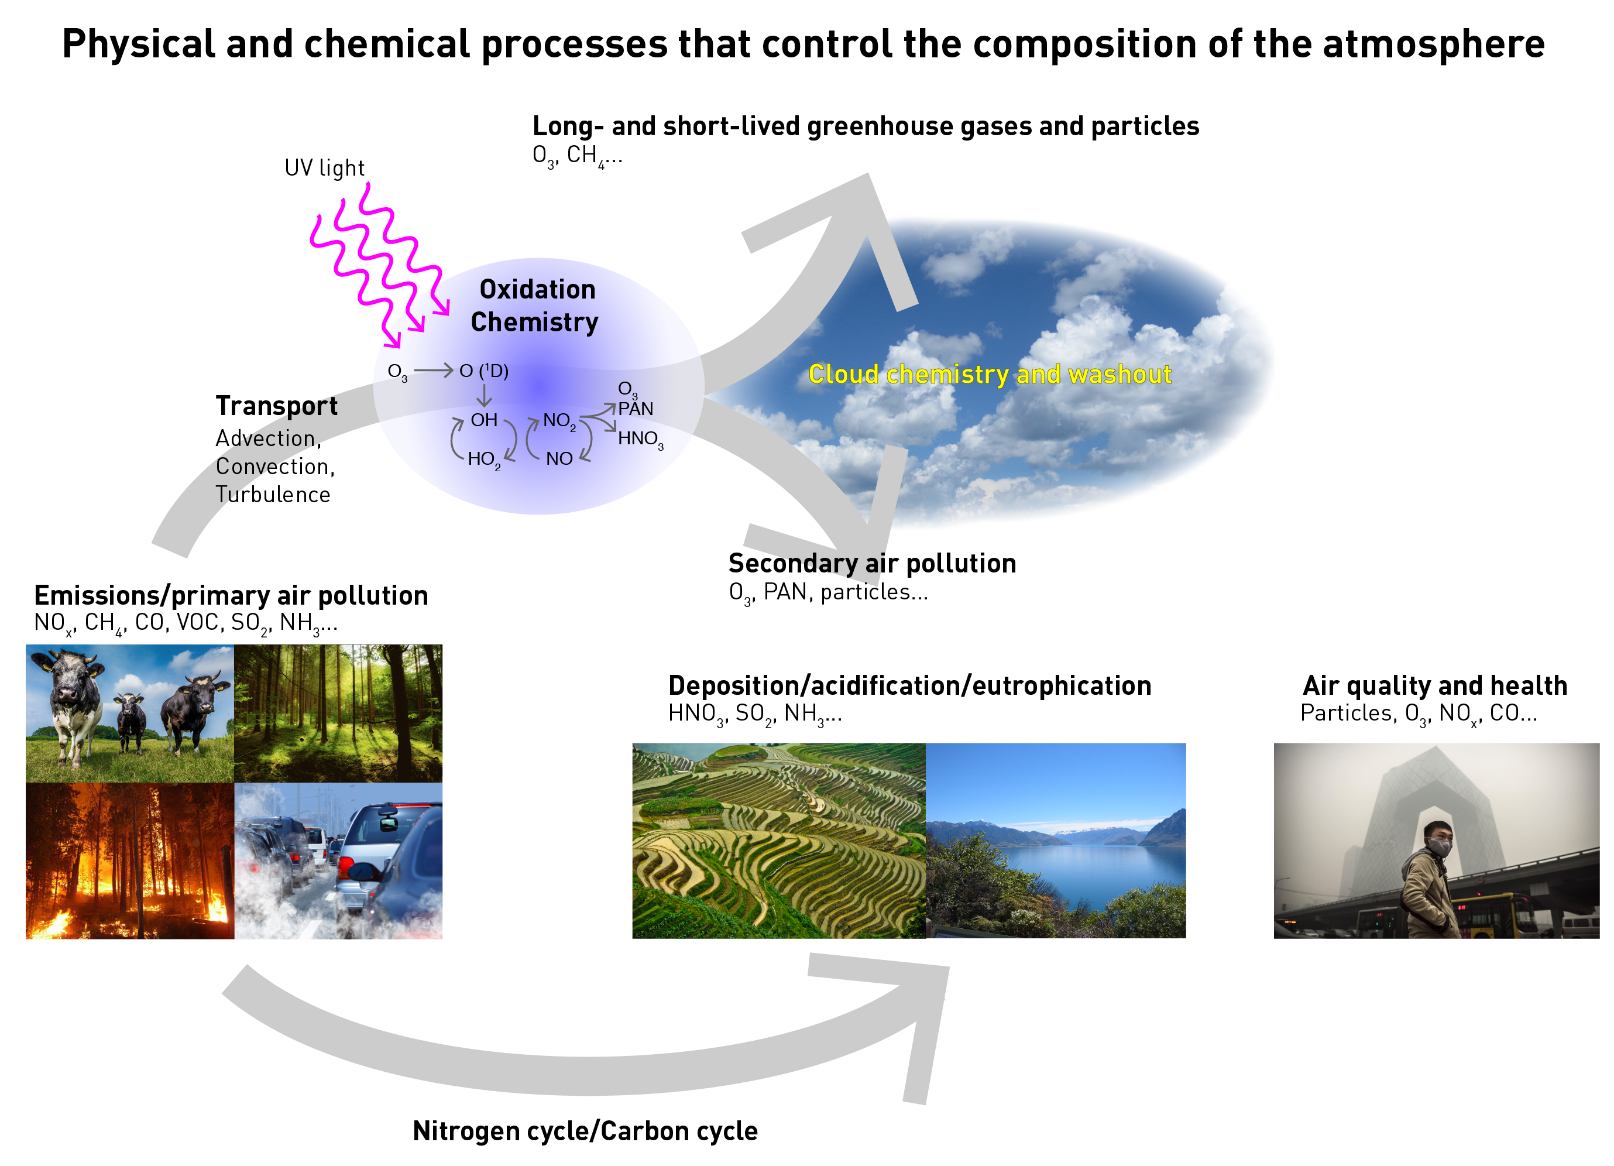 Physical and chemical processes that control the composition of the atmosphere
Long- and short-lived greenhouse gases and particles
O₃, CH₄...
UV light
Oxidation
Chemistry
O₃
O (¹D)
OH
HO₂
NO₂
NO
O₃
PAN
HNO₃
Cloud chemistry and washout
Transport
Advection,
Convection,
Turbulence
Secondary air pollution
O₃, PAN, particles...
Emissions/primary air pollution
NOₓ, CH₄, CO, VOC, SO₂, NH₃...
Deposition/acidification/eutrophication
HNO₃, SO₂, NH₃...
Air quality and health
Particles, O₃, NOₓ, CO...
Nitrogen cycle/Carbon cycle